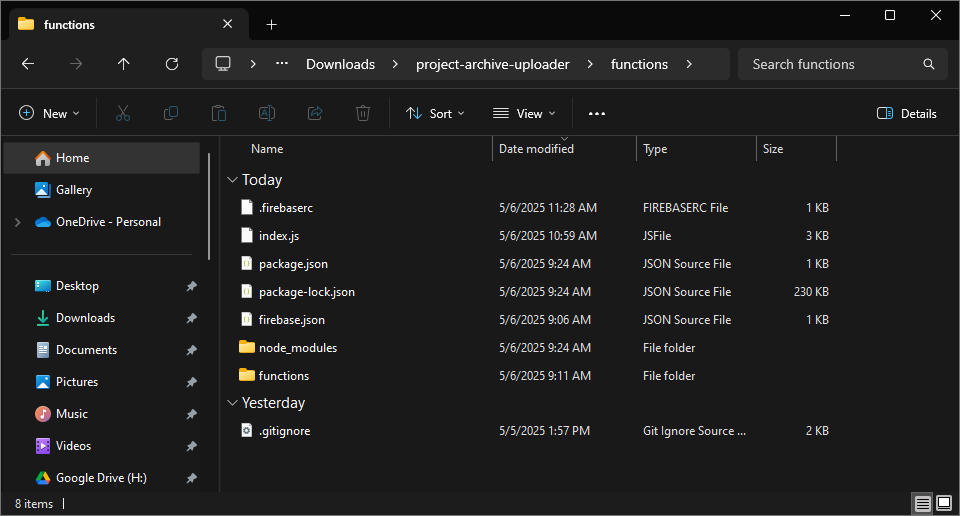 functions
Downloads project-archive-uploader functions Search functions
New Sort View Details
Name Date modified Type Size
Home
Gallery
OneDrive - Personal
Desktop
Downloads
Documents
Pictures
Music
Videos
Google Drive (H:)
Today
.firebaserc 5/6/2025 11:28 AM FIREBASERC File 1 KB
index.js 5/6/2025 10:59 AM JSFile 3 KB
package.json 5/6/2025 9:24 AM JSON Source File 1 KB
package-lock.json 5/6/2025 9:24 AM JSON Source File 230 KB
firebase.json 5/6/2025 9:06 AM JSON Source File 1 KB
node_modules 5/6/2025 9:24 AM File folder
functions 5/6/2025 9:11 AM File folder
Yesterday
.gitignore 5/5/2025 1:57 PM Git Ignore Source ... 2 KB
8 items